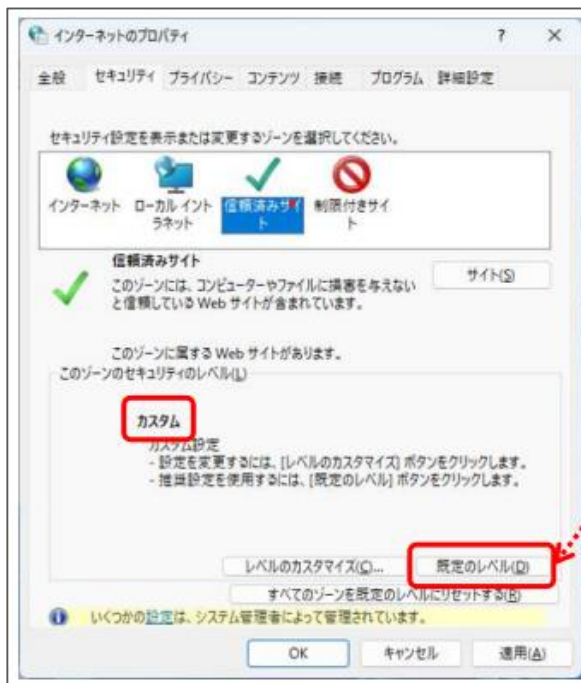 インターネットのプロパティ
? ×
全般 セキュリティ プライバシー コンテンツ 接続 プログラム 詳細設定
セキュリティ設定を表示または変更するゾーンを選択してください。
インターネット ローカル イント 信頼済みサイ 制限付きサイ
ラネット ト ト
信頼済みサイト
このゾーンには、コンピューターやファイルに損害を与えない
と信頼している Web サイトが含まれています。
サイト(S)
このゾーンに属する Web サイトがあります。
このゾーンのセキュリティのレベル(L)
カスタム
カスタム設定
- 設定を変更するには、[レベルのカスタマイズ] ボタンをクリックします。
- 推奨設定を使用するには、[既定のレベル] ボタンをクリックします。
レベルのカスタマイズ(C)... 既定のレベル(D)
すべてのゾーンを既定のレベルにリセットする(R)
いくつかの設定は、システム管理者によって管理されています。
OK キャンセル 適用(A)